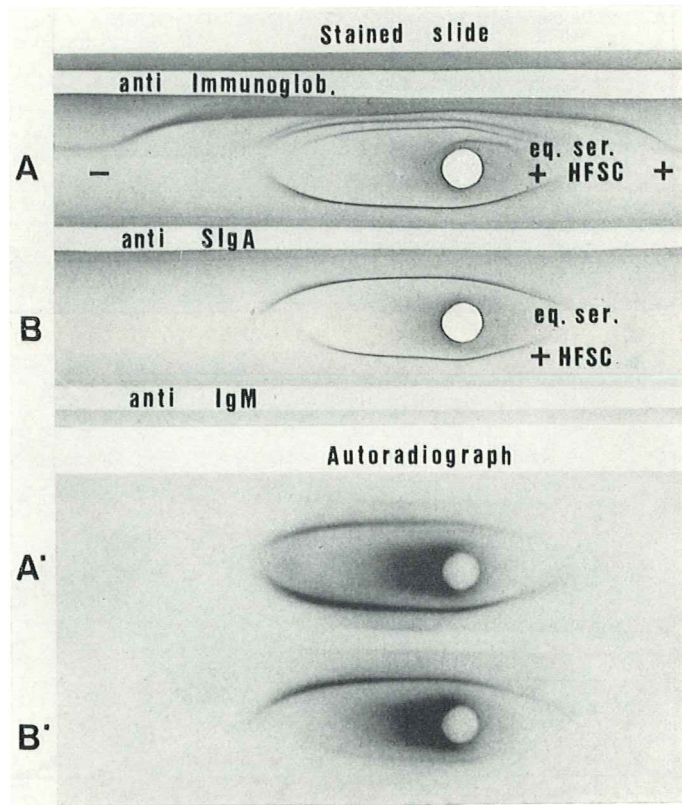 Stained slide
anti Immunoglob.
A
−
eq. ser.
+ HFSC +
anti SIgA
B
eq. ser.
+ HFSC
anti IgM
Autoradiograph
A'
B'